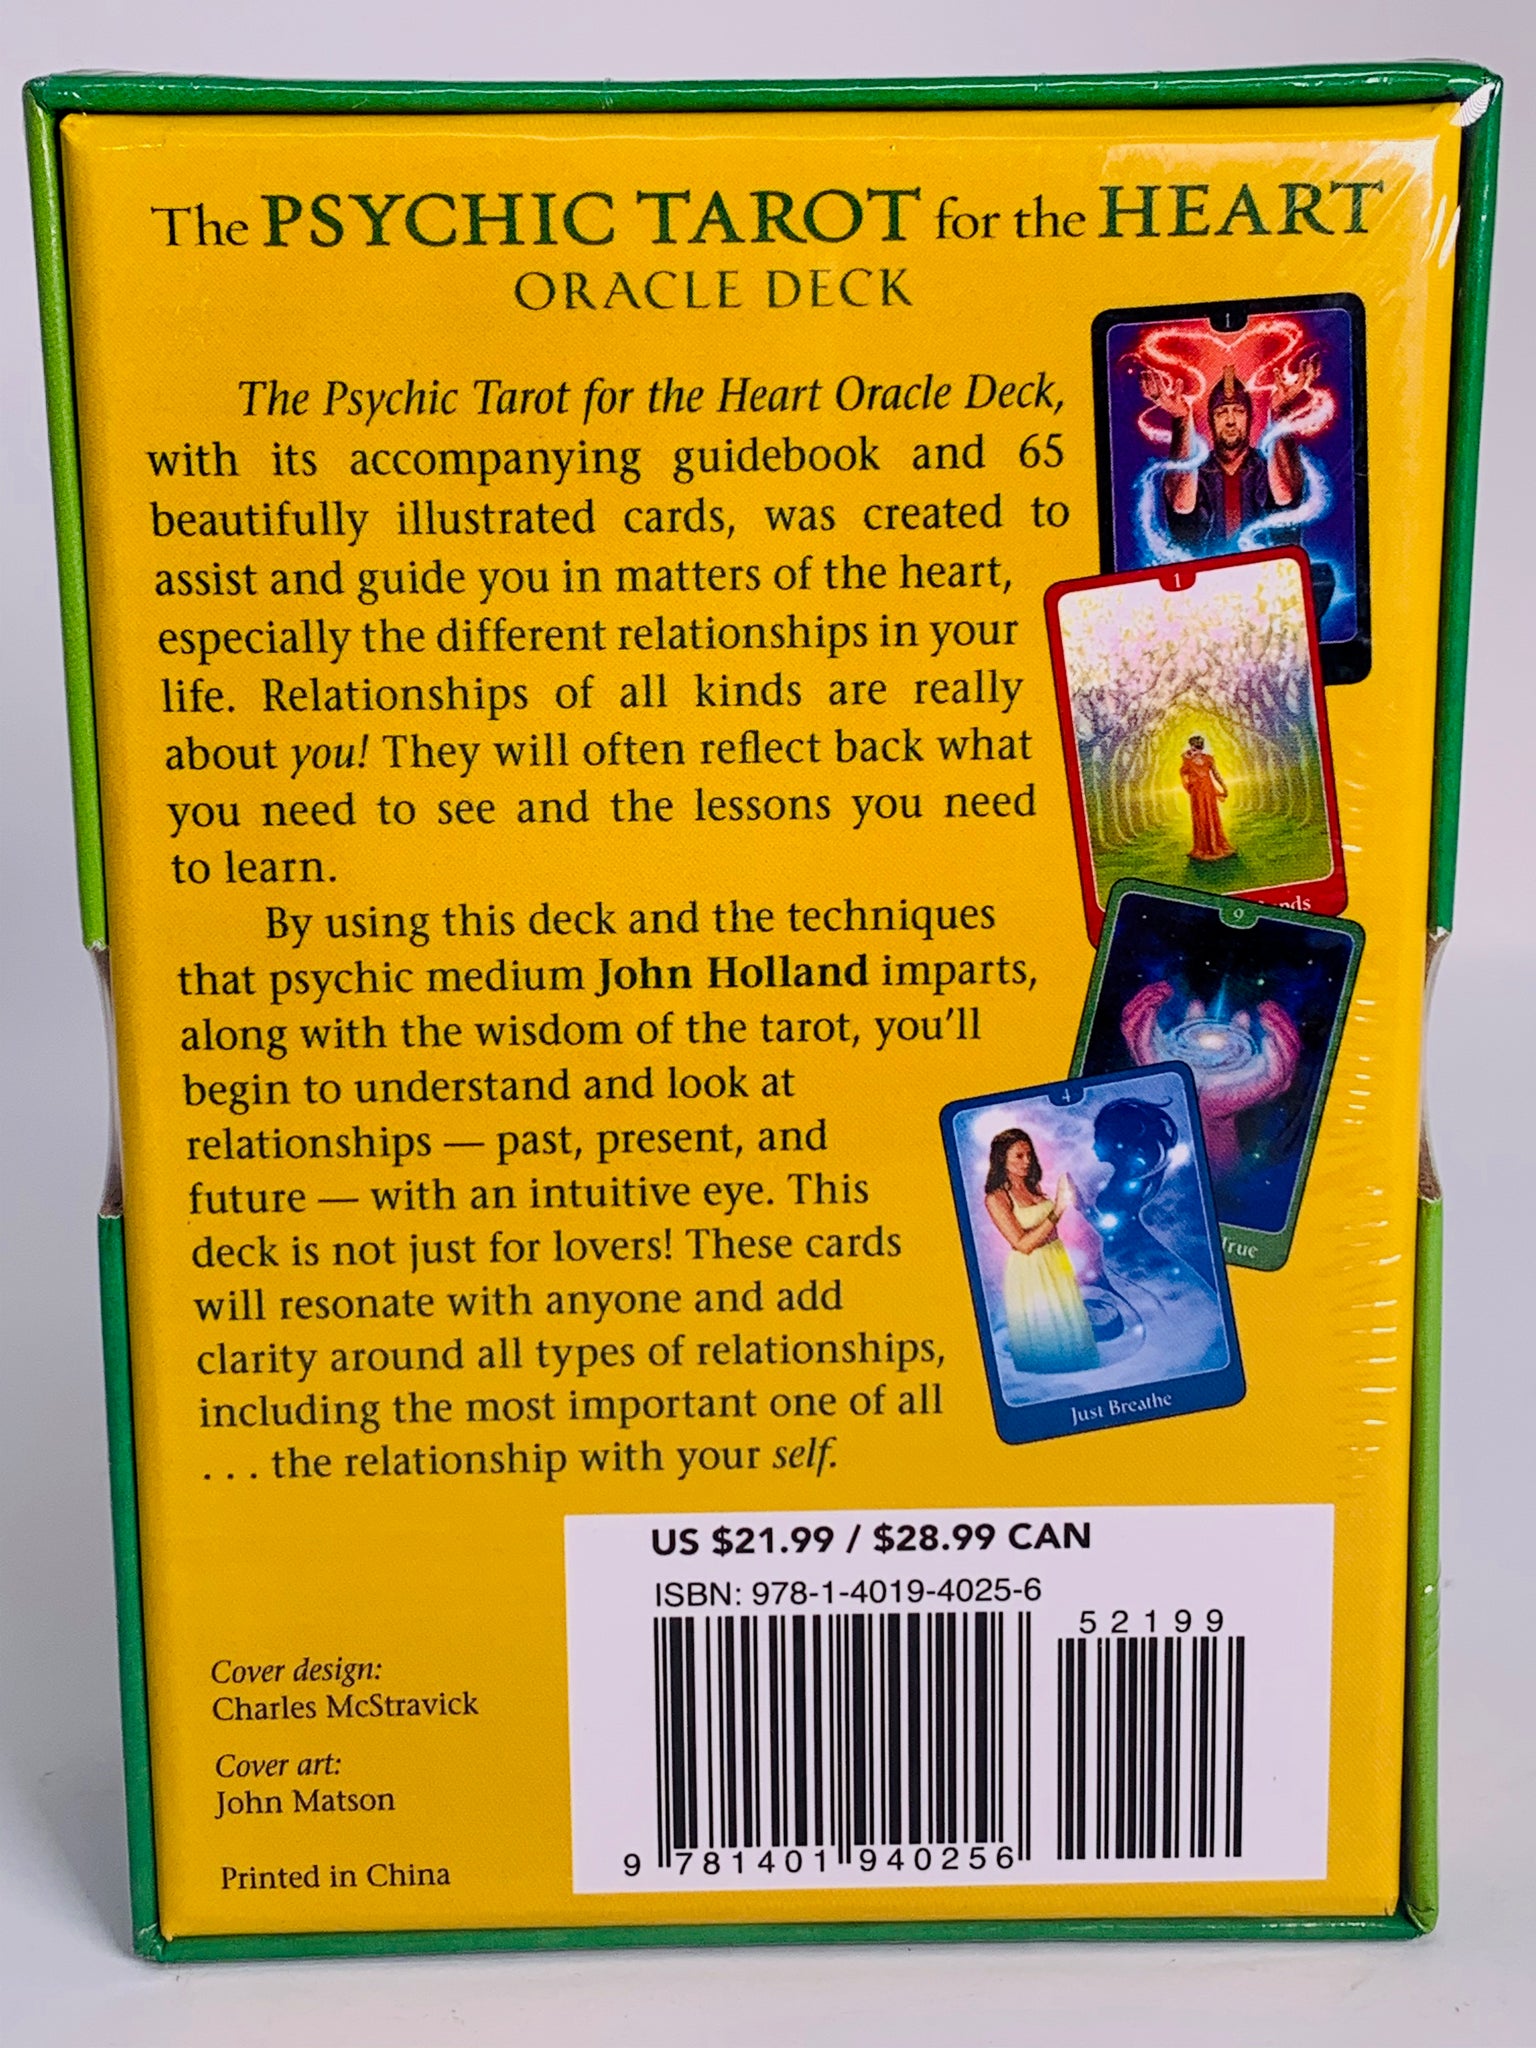 The PSYCHIC TAROT for the HEART
ORACLE DECK
The Psychic Tarot for the Heart Oracle Deck,
with its accompanying guidebook and 65
beautifully illustrated cards, was created to
assist and guide you in matters of the heart,
especially the different relationships in your
life. Relationships of all kinds are really
about you! They will often reflect back what
you need to see and the lessons you need
to learn.
By using this deck and the techniques
that psychic medium John Holland imparts,
along with the wisdom of the tarot, you'll
begin to understand and look at
relationships — past, present, and
future — with an intuitive eye. This
deck is not just for lovers! These cards
will resonate with anyone and add
clarity around all types of relationships,
including the most important one of all
. . . the relationship with your self.
1
1
9
True
4
Just Breathe
US $21.99 / $28.99 CAN
ISBN: 978-1-4019-4025-6
52199
9 781401 940256
Cover design:
Charles McStravick
Cover art:
John Matson
Printed in China